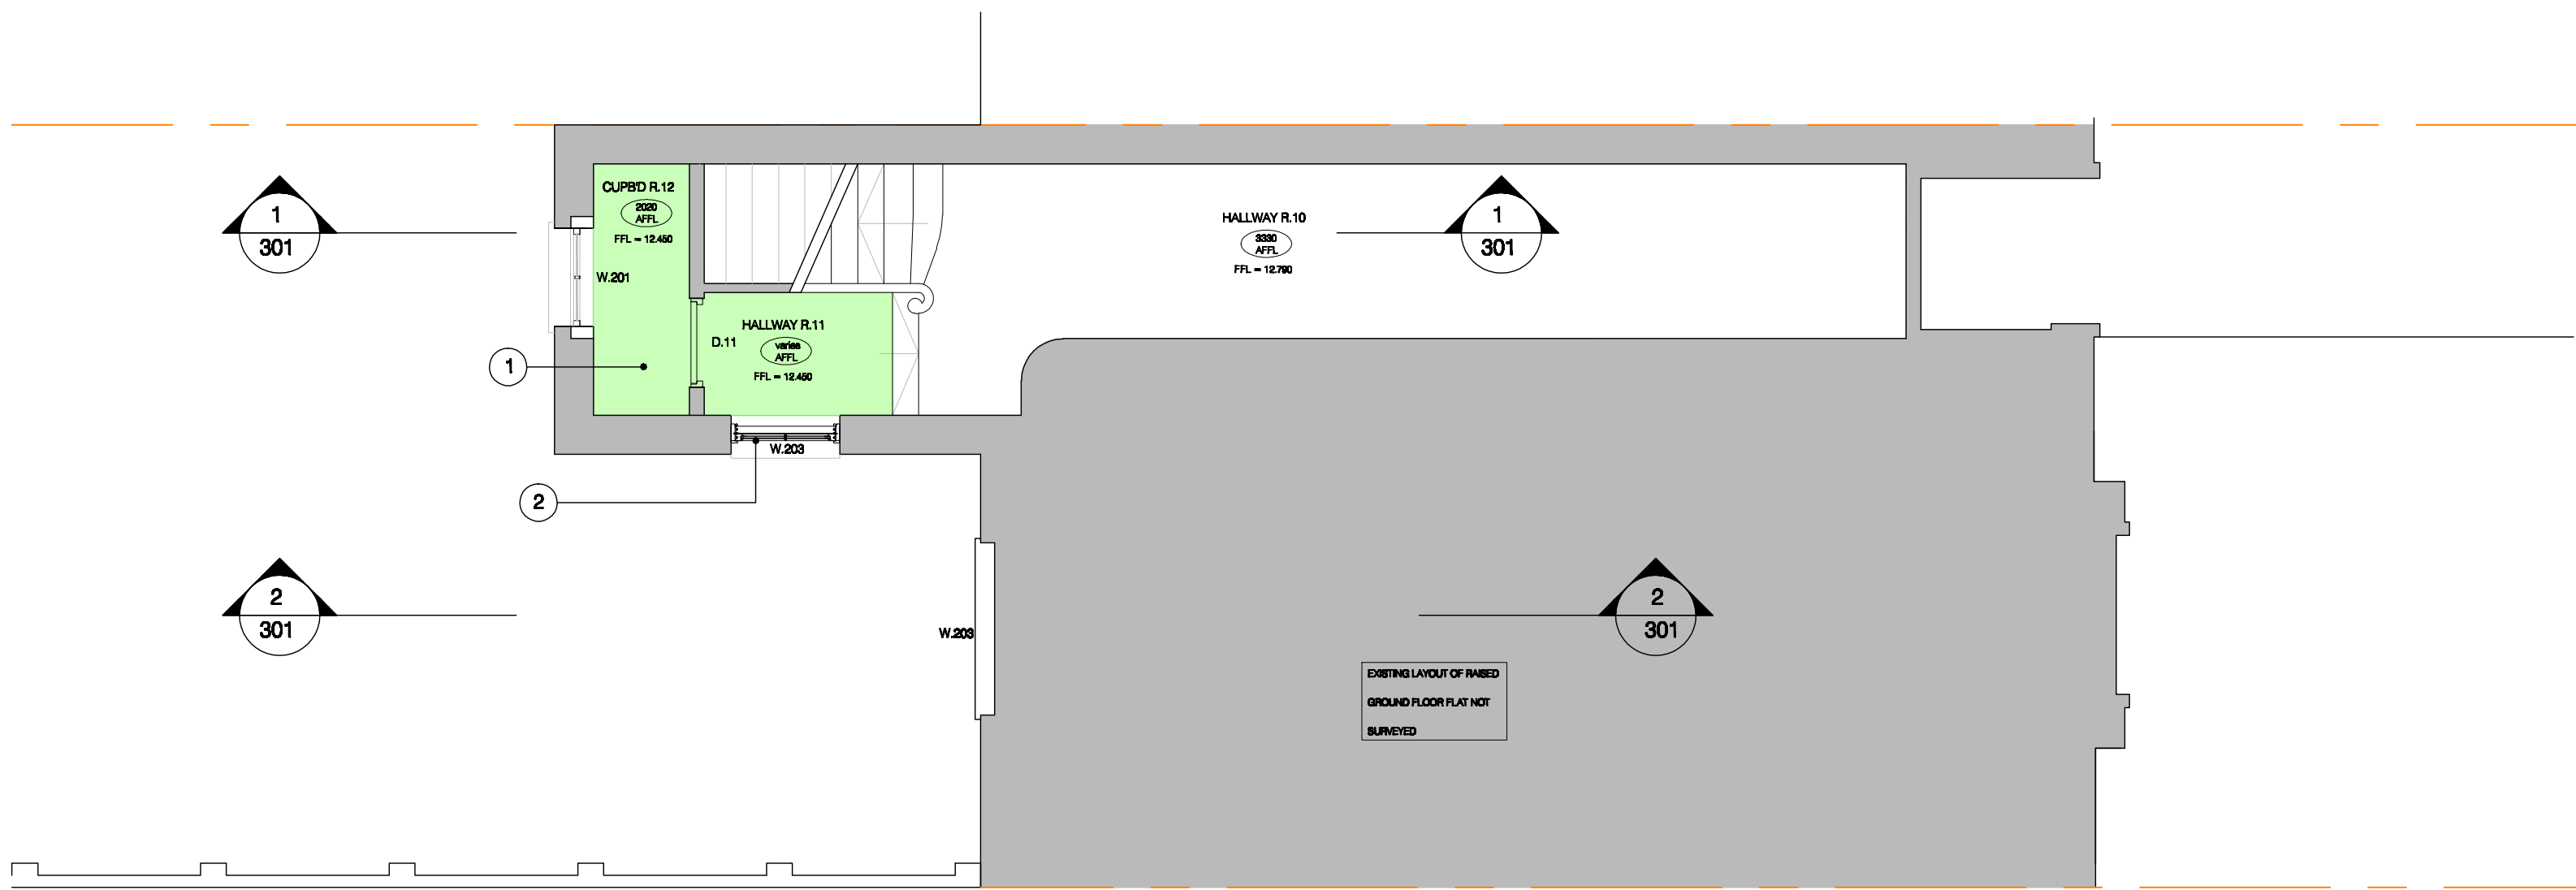 CUPB'D R.12
2020
AFFL
FFL = 12.450
W.201
1
301
HALLWAY R.10
3330
AFFL
FFL = 12.790
1
301
HALLWAY R.11
D.11
varies
AFFL
FFL = 12.450
1
W.203
2
2
301
W.203
2
301
EXISTING LAYOUT OF RAISED
GROUND FLOOR FLAT NOT
SURVEYED